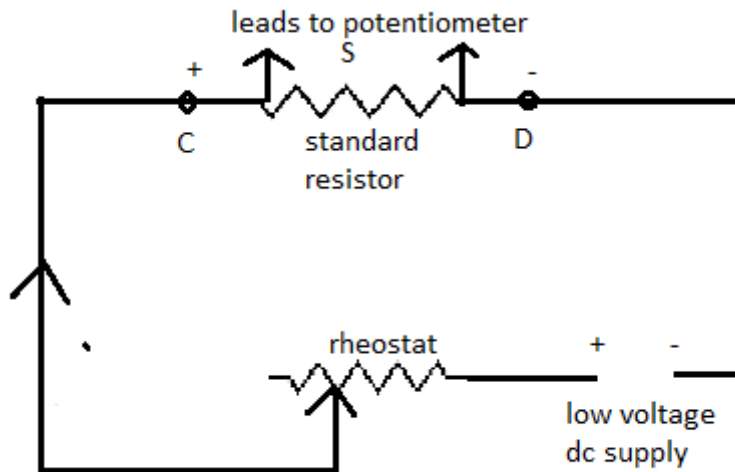 leads to potentiometer
S
+ -
C D
standard
resistor
rheostat + -
low voltage
dc supply